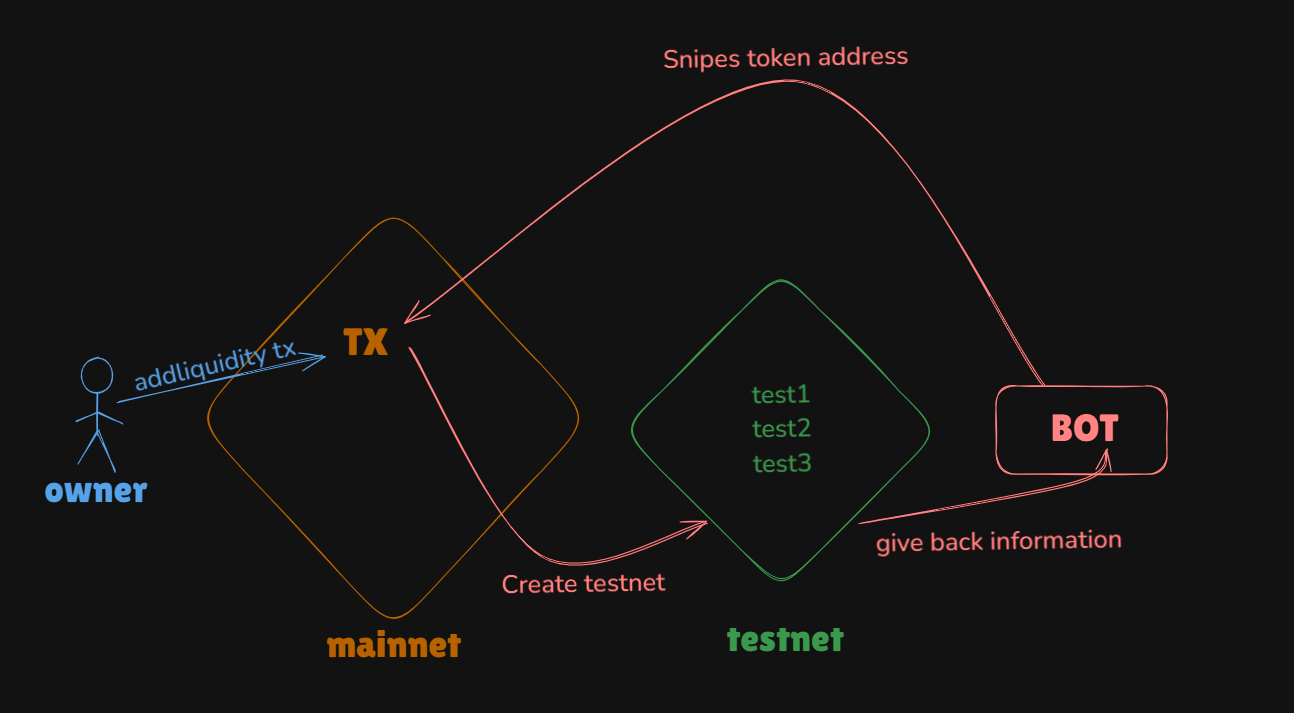 Snipes token address
TX
addliquidity tx
owner
test1
test2
test3
BOT
give back information
Create testnet
mainnet
testnet